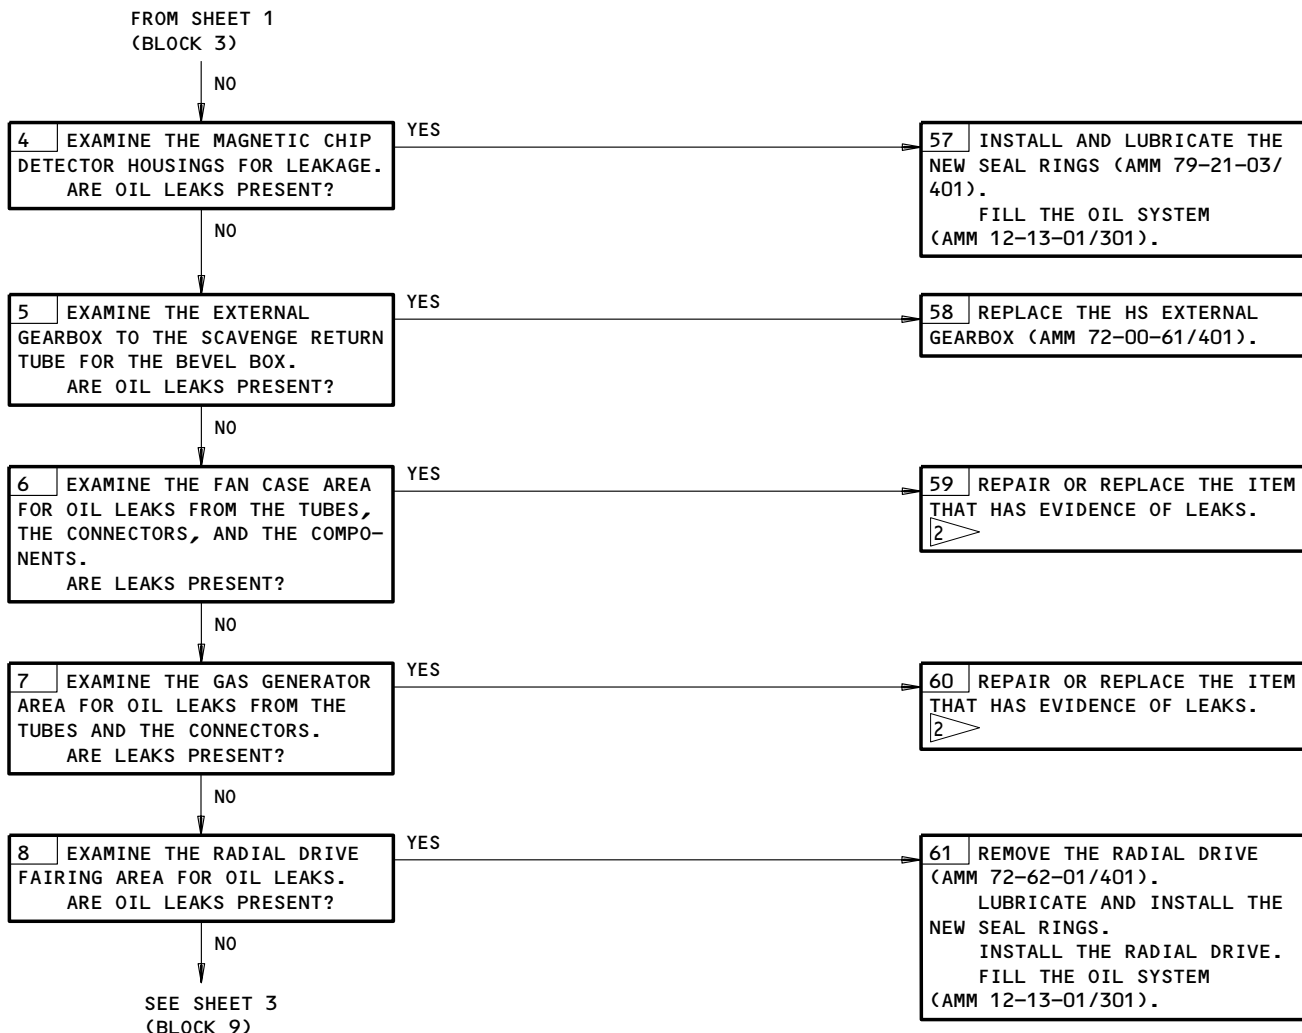 FROM SHEET 1
(BLOCK 3)
NO
4 EXAMINE THE MAGNETIC CHIP
DETECTOR HOUSINGS FOR LEAKAGE.
ARE OIL LEAKS PRESENT?
YES
57 INSTALL AND LUBRICATE THE
NEW SEAL RINGS (AMM 79-21-03/
401).
FILL THE OIL SYSTEM
(AMM 12-13-01/301).
NO
5 EXAMINE THE EXTERNAL
GEARBOX TO THE SCAVENGE RETURN
TUBE FOR THE BEVEL BOX.
ARE OIL LEAKS PRESENT?
YES
58 REPLACE THE HS EXTERNAL
GEARBOX (AMM 72-00-61/401).
NO
6 EXAMINE THE FAN CASE AREA
FOR OIL LEAKS FROM THE TUBES,
THE CONNECTORS, AND THE COMPO-
NENTS.
ARE LEAKS PRESENT?
YES
59 REPAIR OR REPLACE THE ITEM
THAT HAS EVIDENCE OF LEAKS.
2
NO
7 EXAMINE THE GAS GENERATOR
AREA FOR OIL LEAKS FROM THE
TUBES AND THE CONNECTORS.
ARE LEAKS PRESENT?
YES
60 REPAIR OR REPLACE THE ITEM
THAT HAS EVIDENCE OF LEAKS.
2
NO
8 EXAMINE THE RADIAL DRIVE
FAIRING AREA FOR OIL LEAKS.
ARE OIL LEAKS PRESENT?
YES
61 REMOVE THE RADIAL DRIVE
(AMM 72-62-01/401).
LUBRICATE AND INSTALL THE
NEW SEAL RINGS.
INSTALL THE RADIAL DRIVE.
FILL THE OIL SYSTEM
(AMM 12-13-01/301).
NO
SEE SHEET 3
(BLOCK 9)